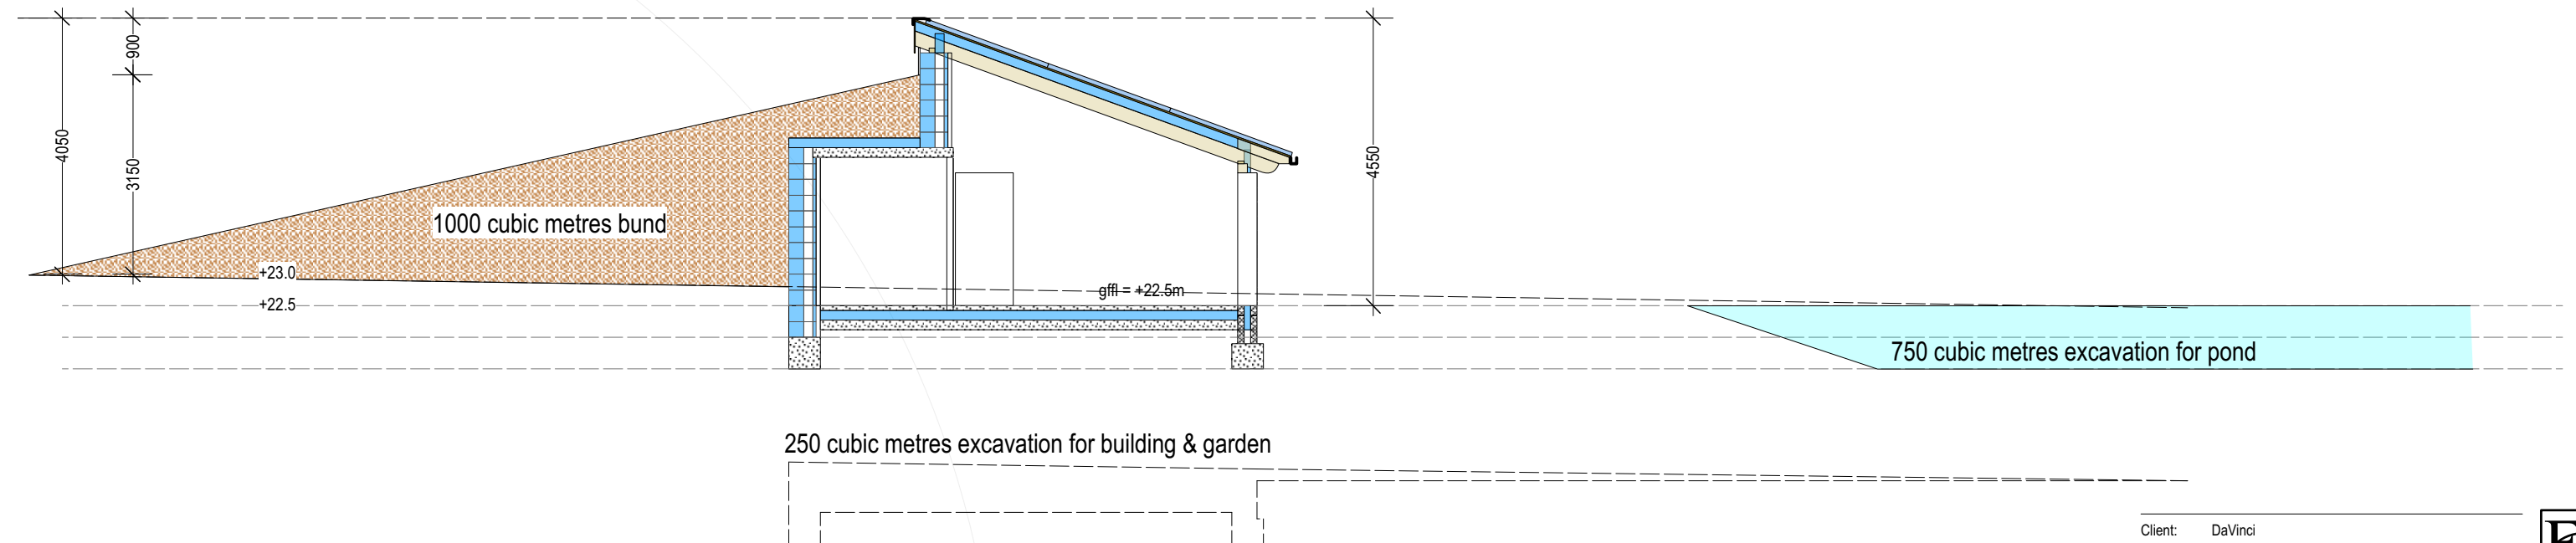 900
4050
3150
4550
1000 cubic metres bund
+23.0
+22.5
gffl = +22.5m
750 cubic metres excavation for pond
250 cubic metres excavation for building & garden
Client: DaVinci